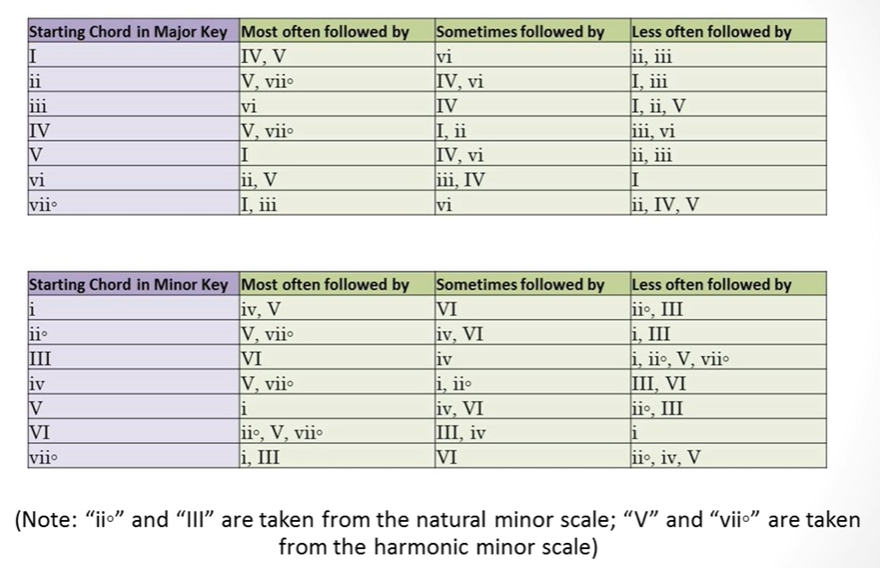 Starting Chord in Major Key Most often followed by Sometimes followed by Less often followed by
I IV, V vi ii, iii
ii V, vii° IV, vi I, iii
iii vi IV I, ii, V
IV V, vii° I, ii iii, vi
V I IV, vi ii, iii
vi ii, V iii, IV I
vii° I, iii vi ii, IV, V
Starting Chord in Minor Key Most often followed by Sometimes followed by Less often followed by
i iv, V VI ii°, III
ii° V, vii° iv, VI i, III
III VI iv i, ii°, V, vii°
iv V, vii° i, ii° III, VI
V i iv, VI ii°, III
VI ii°, V, vii° III, iv i
vii° i, III VI ii°, iv, V
(Note: “ii°” and “III” are taken from the natural minor scale; “V” and “vii°” are taken
from the harmonic minor scale)